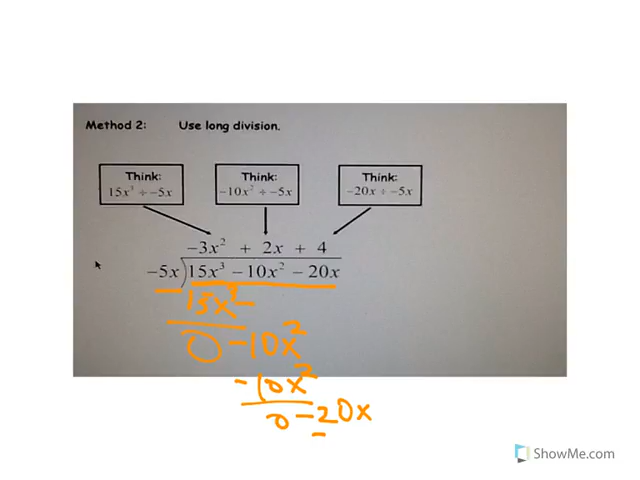 Method 2: Use long division.
Think: Think: Think:
15x³ ÷ −5x −10x² ÷ −5x −20x ÷ −5x
−3x² + 2x + 4
−5x)15x³ − 10x² − 20x
15x³
0 −10x²
−10x²
0 −20x
ShowMe.com